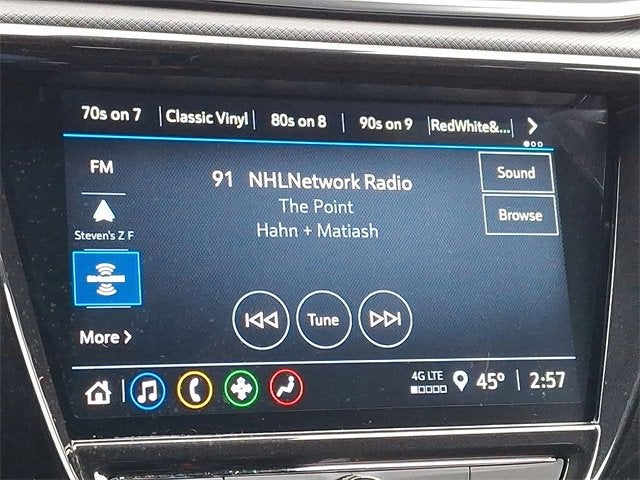 70s on 7 Classic Vinyl 80s on 8 90s on 9 RedWhite&...
FM
91 NHLNetwork Radio
Sound
The Point
Browse
Steven's Z F
Hahn + Matiash
Tune
More
4G LTE
45° 2:57